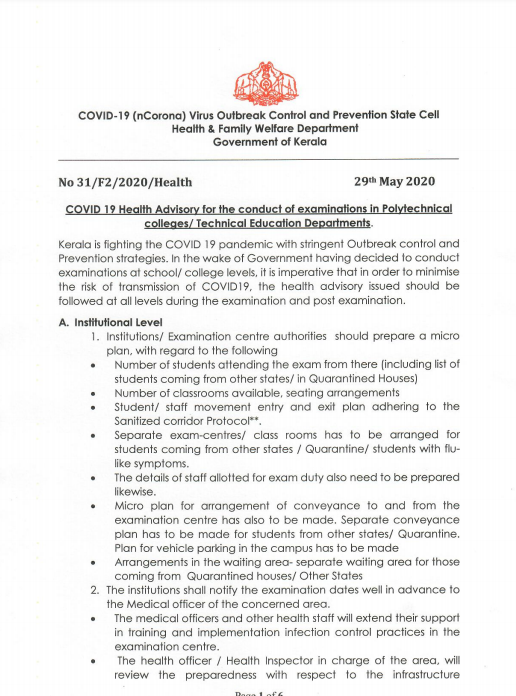 COVID-19 (nCorona) Virus Outbreak Control and Prevention State Cell
Health & Family Welfare Department
Government of Kerala
No 31/F2/2020/Health 29th May 2020
COVID 19 Health Advisory for the conduct of examinations in Polytechnical
colleges/ Technical Education Departments.
Kerala is fighting the COVID 19 pandemic with stringent Outbreak control and
Prevention strategies. In the wake of Government having decided to conduct
examinations at school/ college levels, it is imperative that in order to minimise
the risk of transmission of COVID19, the health advisory issued should be
followed at all levels during the examination and post examination.
A. Institutional Level
1. Institutions/ Examination centre authorities should prepare a micro
plan, with regard to the following
• Number of students attending the exam from there (including list of
students coming from other states/ in Quarantined Houses)
• Number of classrooms available, seating arrangements
• Student/ staff movement entry and exit plan adhering to the
Sanitized corridor Protocol**.
• Separate exam-centres/ class rooms has to be arranged for
students coming from other states / Quarantine/ students with flu-
like symptoms.
• The details of staff allotted for exam duty also need to be prepared
likewise.
• Micro plan for arrangement of conveyance to and from the
examination centre has also to be made. Separate conveyance
plan has to be made for students from other states/ Quarantine.
Plan for vehicle parking in the campus has to be made
• Arrangements in the waiting area- separate waiting area for those
coming from Quarantined houses/ Other States
2. The institutions shall notify the examination dates well in advance to
the Medical officer of the concerned area.
• The medical officers and other health staff will extend their support
in training and implementation infection control practices in the
examination centre.
• The health officer / Health Inspector in charge of the area, will
review the preparedness with respect to the infrastructure
Page 1 of 6